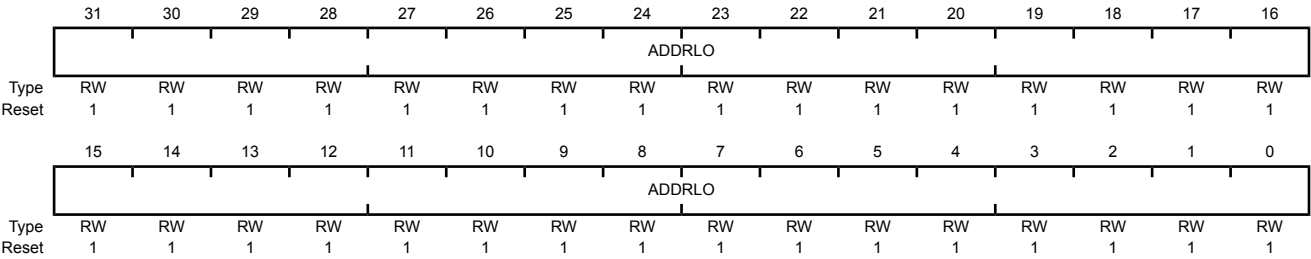 31 30 29 28 27 26 25 24 23 22 21 20 19 18 17 16
ADDRLO
Type RW RW RW RW RW RW RW RW RW RW RW RW RW RW RW RW
Reset 1 1 1 1 1 1 1 1 1 1 1 1 1 1 1 1
15 14 13 12 11 10 9 8 7 6 5 4 3 2 1 0
ADDRLO
Type RW RW RW RW RW RW RW RW RW RW RW RW RW RW RW RW
Reset 1 1 1 1 1 1 1 1 1 1 1 1 1 1 1 1